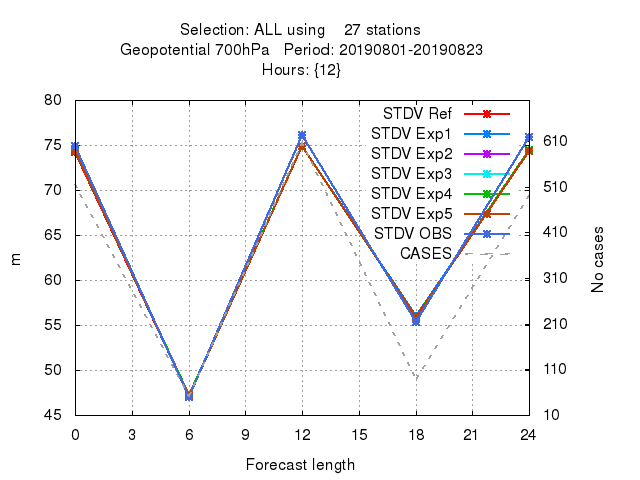 Selection: ALL using    27 stations
Geopotential 700hPa   Period: 20190801-20190823
Hours: {12}
80
75
70
65
60
55
50
45
m
STDV Ref
STDV Exp1
STDV Exp2
STDV Exp3
STDV Exp4
STDV Exp5
STDV OBS
CASES
610
510
410
310
210
110
10
No cases
0 3 6 9 12 15 18 21 24
Forecast length